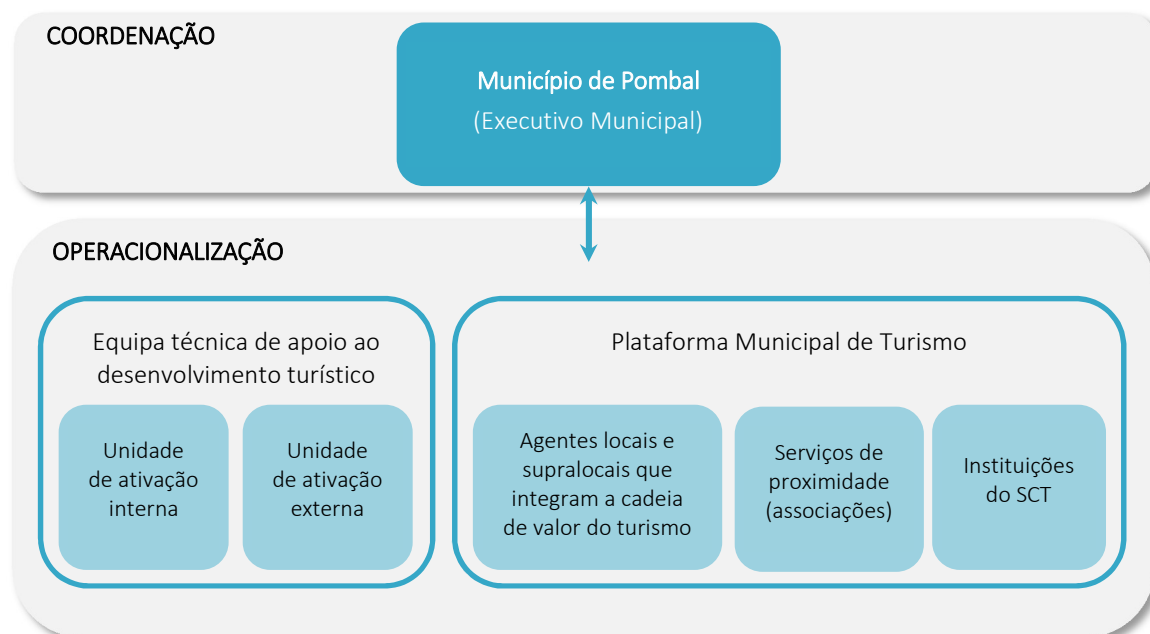 COORDENAÇÃO
Município de Pombal
(Executivo Municipal)
OPERACIONALIZAÇÃO
Equipa técnica de apoio ao
desenvolvimento turístico
Unidade
de ativação
interna
Unidade
de ativação
externa
Plataforma Municipal de Turismo
Agentes locais e
supralocais que
integram a cadeia
de valor do turismo
Serviços de
proximidade
(associações)
Instituições
do SCT